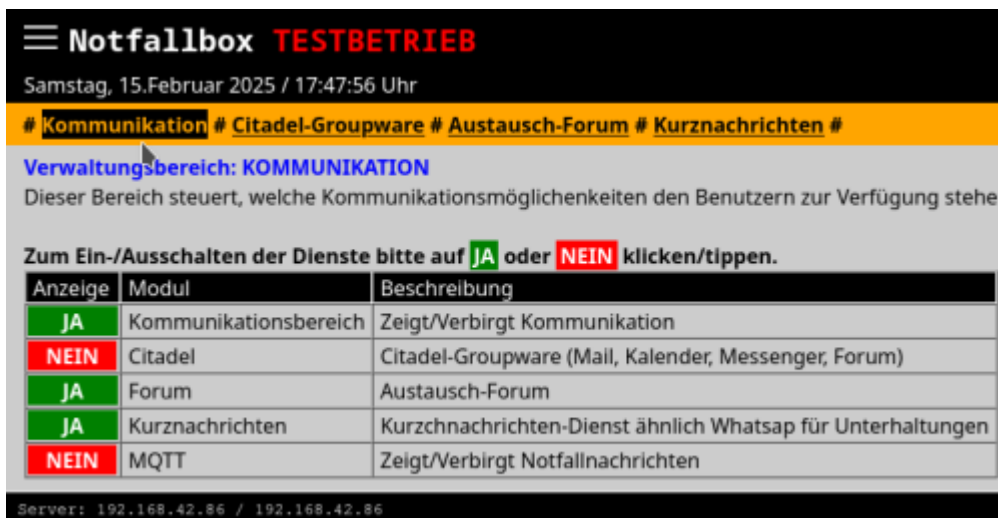 Notfallbox TESTBETRIEB
Samstag, 15.Februar 2025 / 17:47:56 Uhr
# Kommunikation # Citadel-Groupware # Austausch-Forum # Kurznachrichten #
Verwaltungsbereich: KOMMUNIKATION
Dieser Bereich steuert, welche Kommunikationsmöglichenkeiten den Benutzern zur Verfügung stehe
Zum Ein-/Ausschalten der Dienste bitte auf JA oder NEIN klicken/tippen.
Anzeige Modul Beschreibung
JA Kommunikationsbereich Zeigt/Verbirgt Kommunikation
NEIN Citadel Citadel-Groupware (Mail, Kalender, Messenger, Forum)
JA Forum Austausch-Forum
JA Kurznachrichten Kurzchnachrichten-Dienst ähnlich Whatsap für Unterhaltungen
NEIN MQTT Zeigt/Verbirgt Notfallnachrichten
Server: 192.168.42.86 / 192.168.42.86